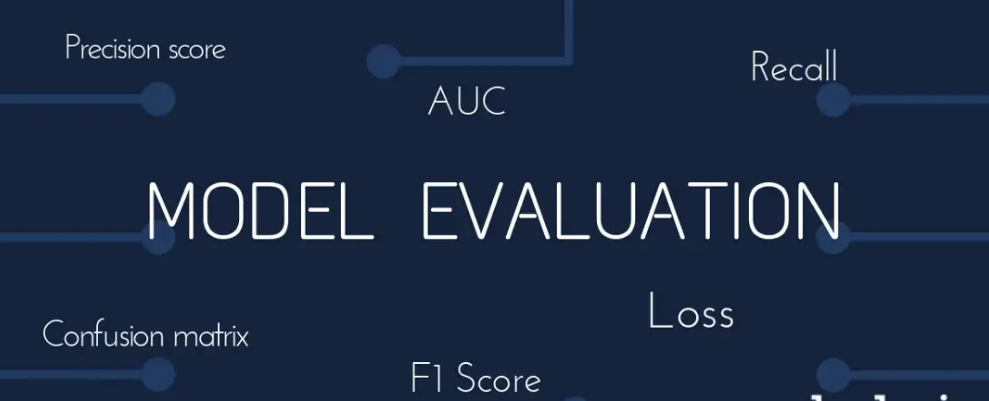 Precision score
Recall
AUC
MODEL EVALUATION
Loss
Confusion matrix
F1 Score